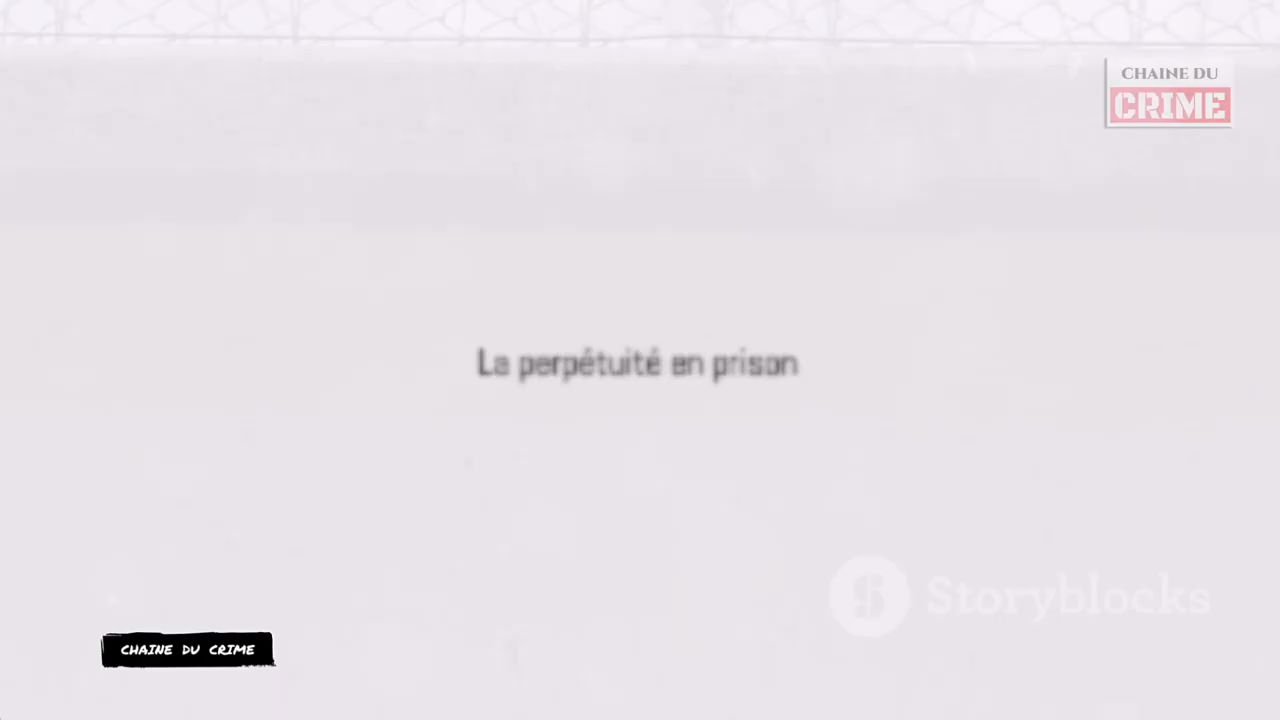 CHAINE DU
CRIME
La perpétuité en prison
Storyblocks
CHAINE DU CRIME